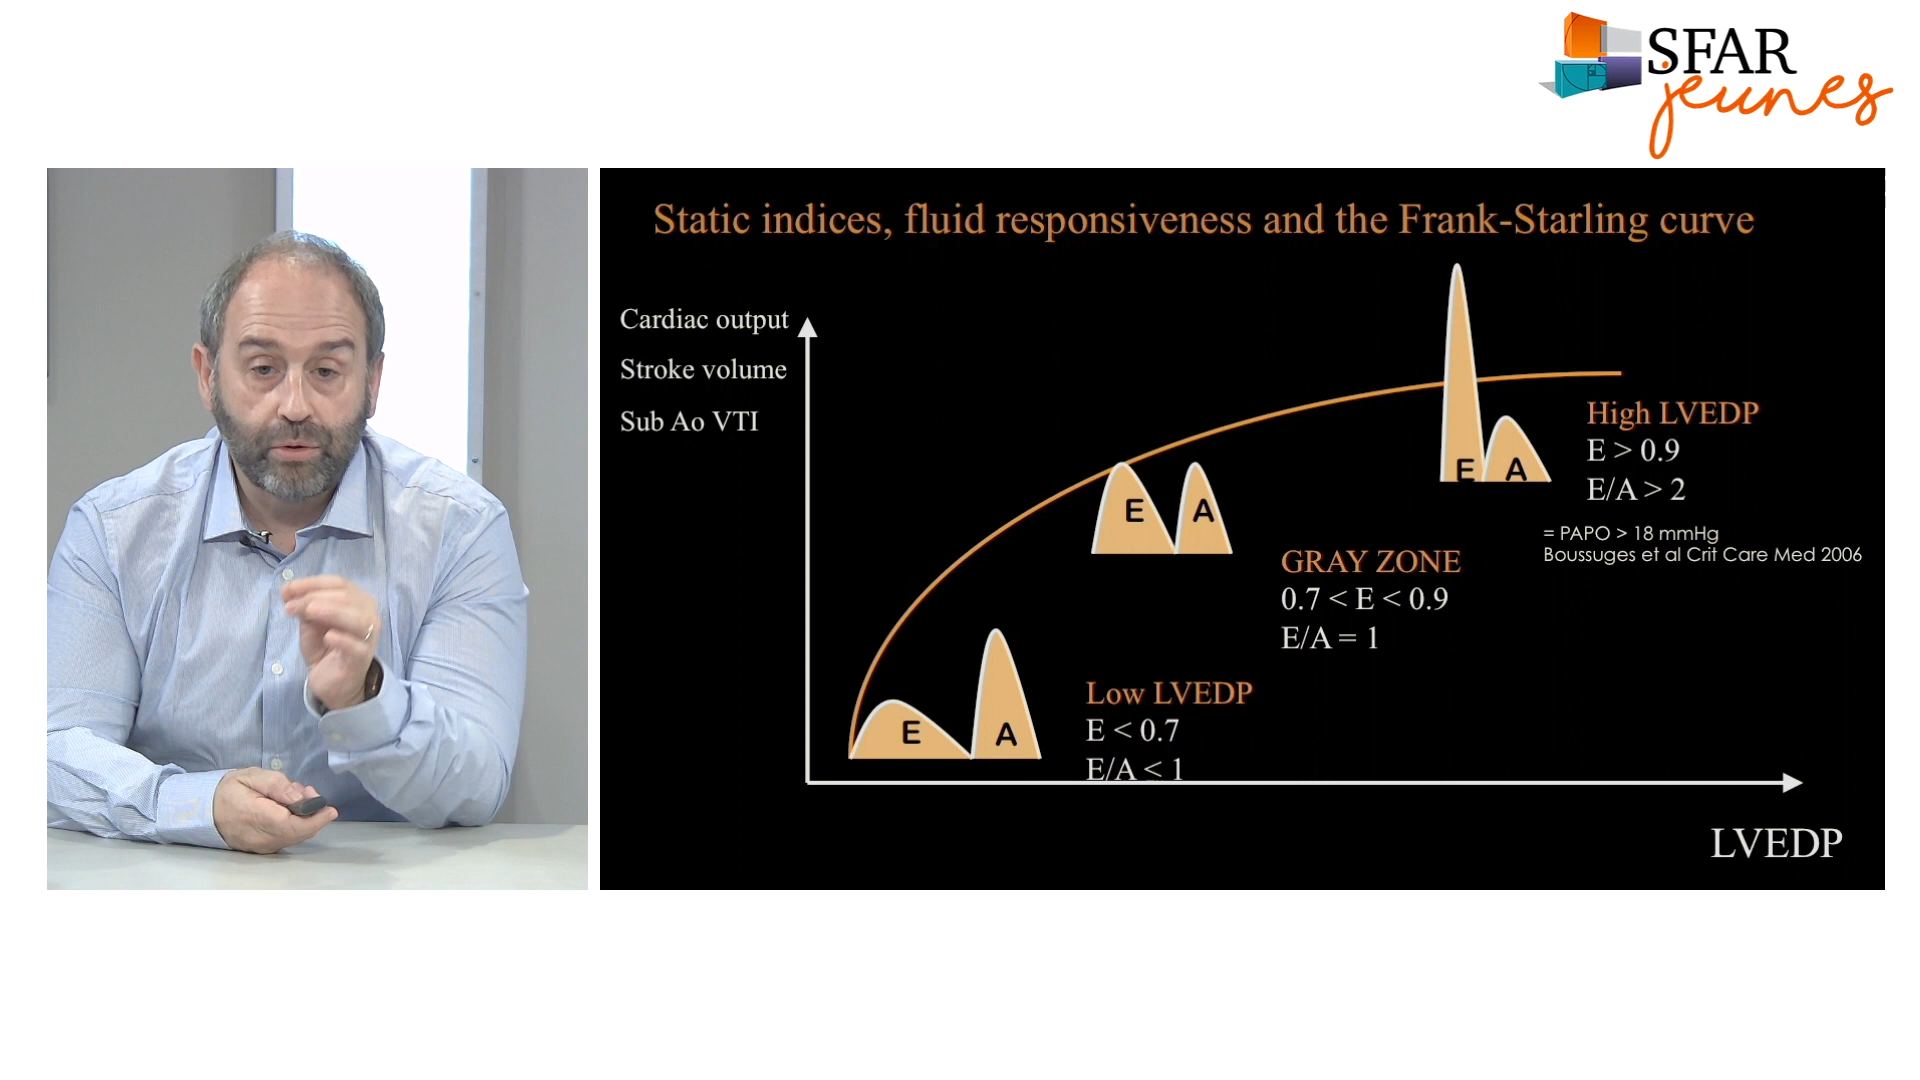 SFAR
jeunes
Static indices, fluid responsiveness and the Frank-Starling curve
Cardiac output
Stroke volume
Sub Ao VTI
E A
High LVEDP
E > 0.9
E/A > 2
= PAPO > 18 mmHg
Boussuges et al Crit Care Med 2006
E A
GRAY ZONE
0.7 < E < 0.9
E/A = 1
E A
Low LVEDP
E < 0.7
E/A < 1
LVEDP